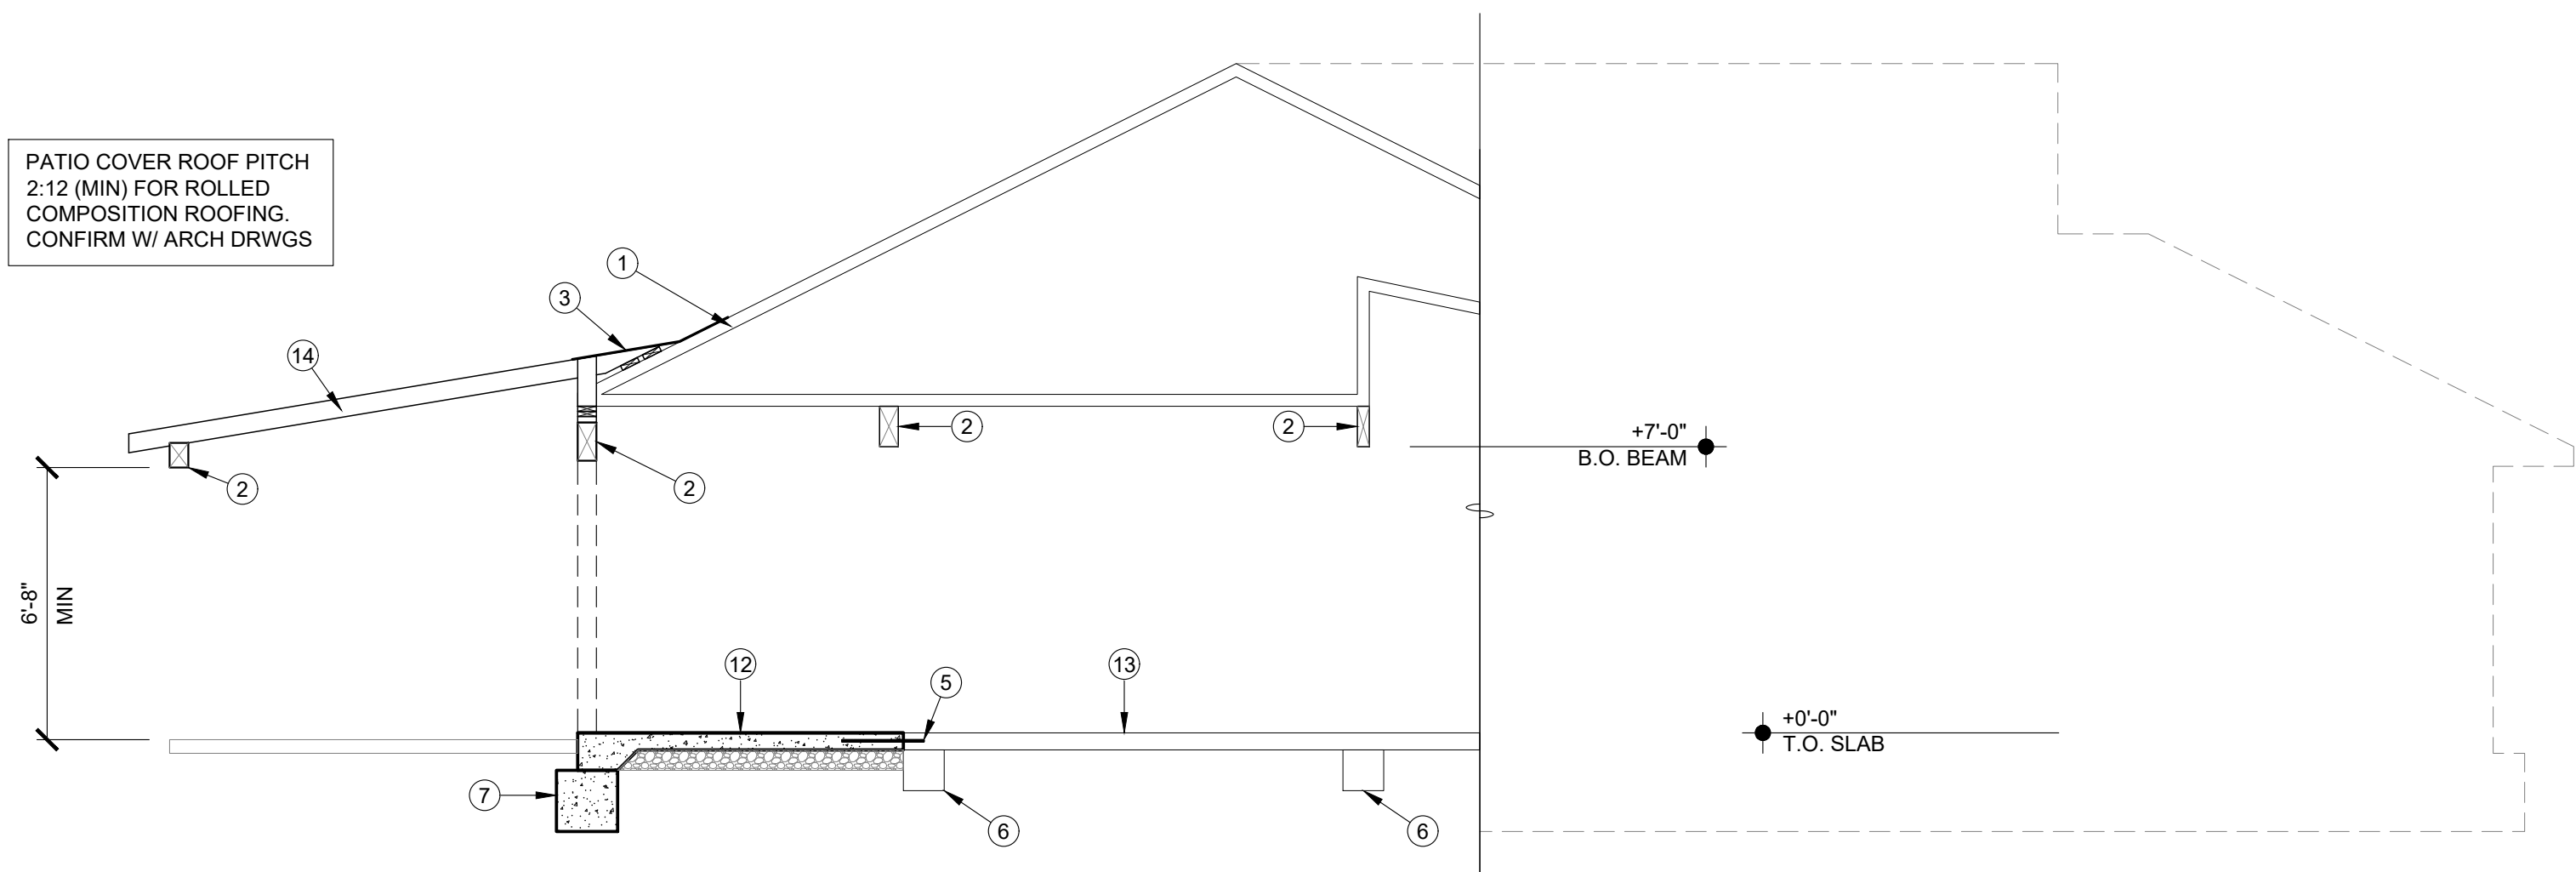 PATIO COVER ROOF PITCH
2:12 (MIN) FOR ROLLED
COMPOSITION ROOFING.
CONFIRM W/ ARCH DRWGS
1
3
14
2
2
2
2
+7'-0"
B.O. BEAM
6'-8"
MIN
12
5
13
+0'-0"
T.O. SLAB
7
6
6